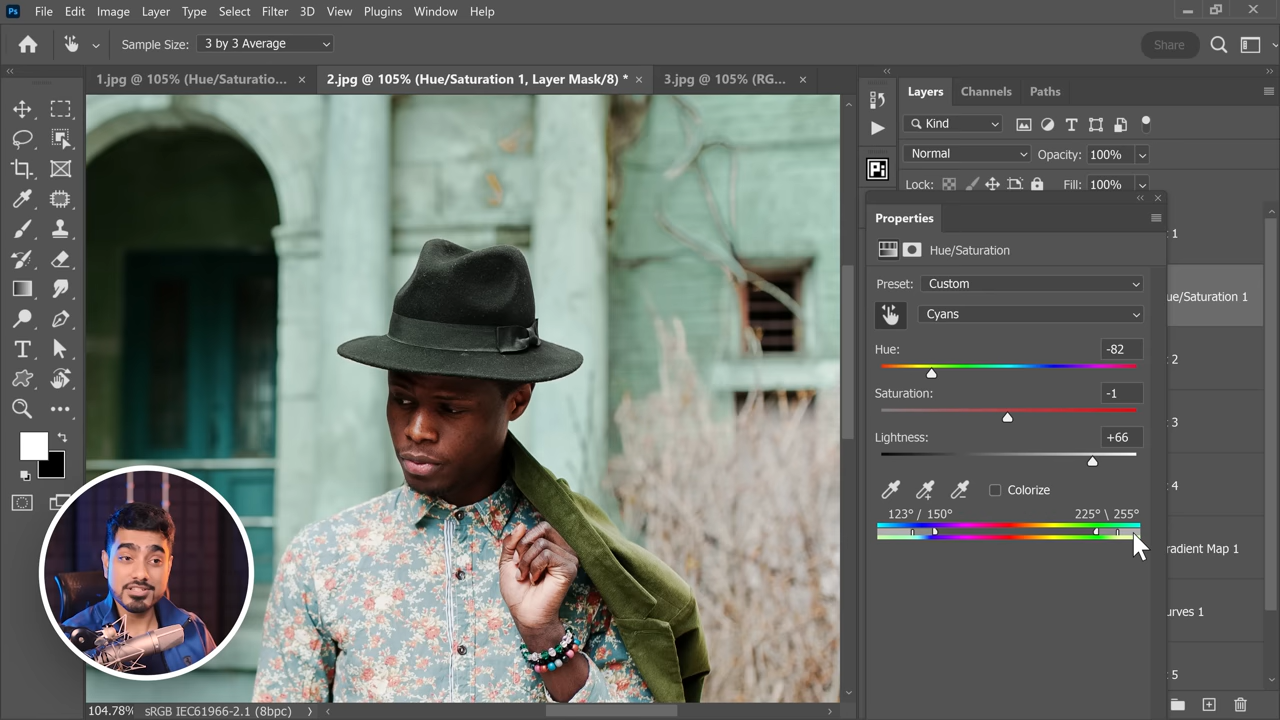 Ps File Edit Image Layer Type Select Filter 3D View Plugins Window Help
Sample Size: 3 by 3 Average Share
1.jpg @ 105% (Hue/Saturatio... × 2.jpg @ 105% (Hue/Saturation 1, Layer Mask/8) * × 3.jpg @ 105% (RG... ×
Layers Channels Paths
Kind
Normal Opacity: 100%
Lock: Fill: 100%
Pi
Properties
Hue/Saturation
Preset: Custom
Cyans
Hue: -82
Saturation: -1
Lightness: +66
Colorize
123° / 150° 225° \ 255°
1
ue/Saturation 1
2
3
4
radient Map 1
urves 1
5
104.78% sRGB IEC61966-2.1 (8bpc)